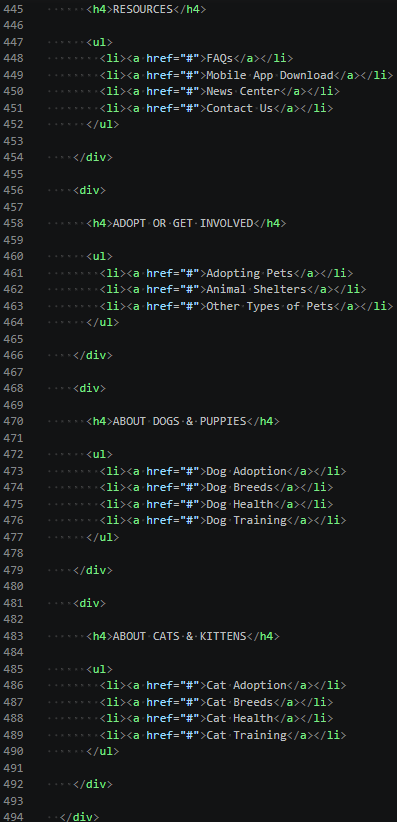 445 <h4>RESOURCES</h4>
446
447 <ul>
448 <li><a href="#">FAQs</a></li>
449 <li><a href="#">Mobile App Download</a></li>
450 <li><a href="#">News Center</a></li>
451 <li><a href="#">Contact Us</a></li>
452 </ul>
453
454 </div>
455
456 <div>
457
458 <h4>ADOPT OR GET INVOLVED</h4>
459
460 <ul>
461 <li><a href="#">Adopting Pets</a></li>
462 <li><a href="#">Animal Shelters</a></li>
463 <li><a href="#">Other Types of Pets</a></li>
464 </ul>
465
466 </div>
467
468 <div>
469
470 <h4>ABOUT DOGS & PUPPIES</h4>
471
472 <ul>
473 <li><a href="#">Dog Adoption</a></li>
474 <li><a href="#">Dog Breeds</a></li>
475 <li><a href="#">Dog Health</a></li>
476 <li><a href="#">Dog Training</a></li>
477 </ul>
478
479 </div>
480
481 <div>
482
483 <h4>ABOUT CATS & KITTENS</h4>
484
485 <ul>
486 <li><a href="#">Cat Adoption</a></li>
487 <li><a href="#">Cat Breeds</a></li>
488 <li><a href="#">Cat Health</a></li>
489 <li><a href="#">Cat Training</a></li>
490 </ul>
491
492 </div>
493
494 </div>